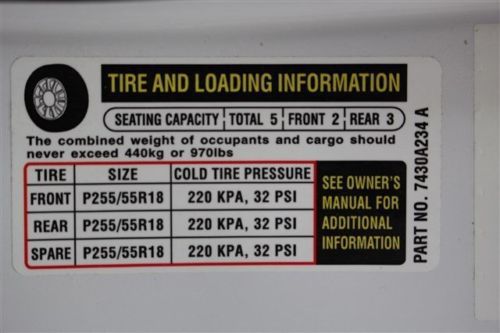 TIRE AND LOADING INFORMATION
SEATING CAPACITY TOTAL 5 FRONT 2 REAR 3
The combined weight of occupants and cargo should
never exceed 440kg or 970lbs
TIRE SIZE COLD TIRE PRESSURE
FRONT P255/55R18 220 KPA, 32 PSI
REAR P255/55R18 220 KPA, 32 PSI
SPARE P255/55R18 220 KPA, 32 PSI
SEE OWNER'S
MANUAL FOR
ADDITIONAL
INFORMATION
PART NO. 7430A234 A